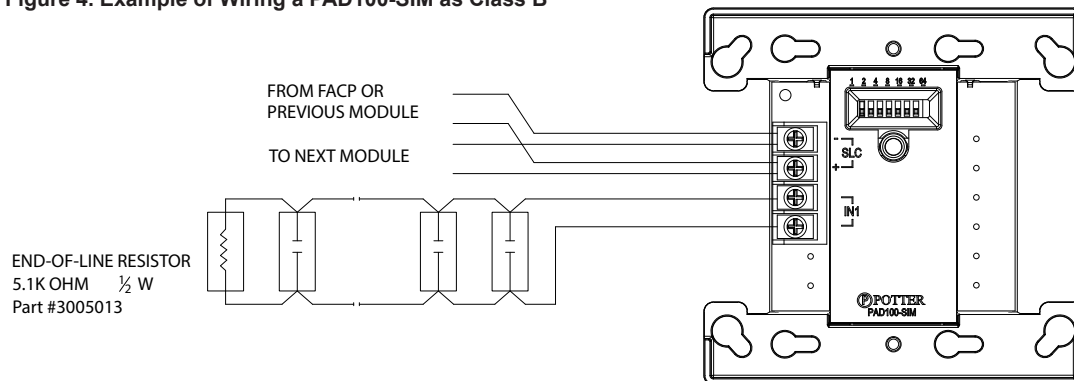 Figure 4. Example of Wiring a PAD100-SIM as Class B
FROM FACP OR
PREVIOUS MODULE
TO NEXT MODULE
END-OF-LINE RESISTOR
5.1K OHM ½ W
Part #3005013
1 2 4 8 16 32 64
-
SLC
+
IN1
P POTTER
PAD100-SIM